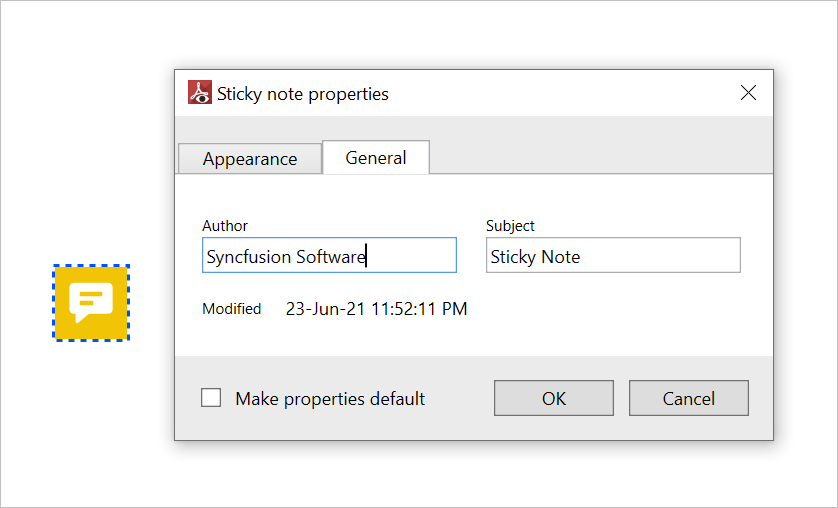 Sticky note properties
Appearance
General
Author
Subject
Syncfusion Software
Sticky Note
Modified 23-Jun-21 11:52:11 PM
Make properties default
OK
Cancel